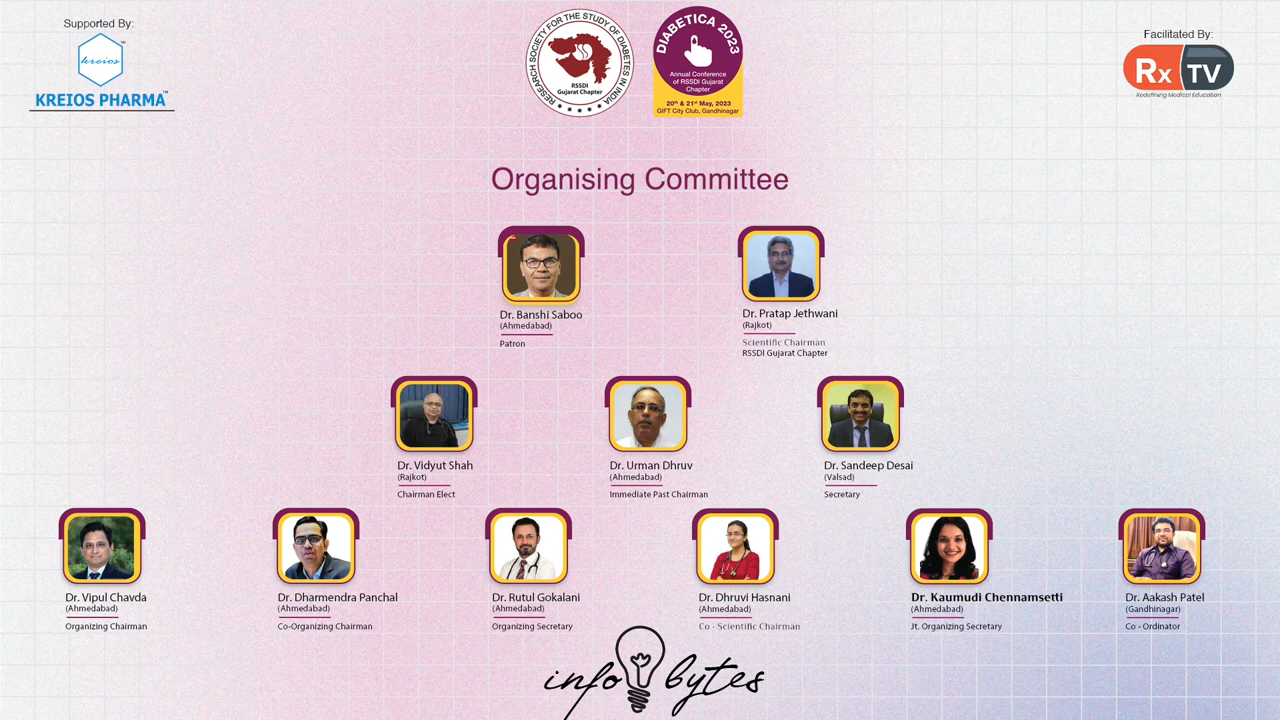 Supported By:
kreios
KREIOS PHARMA™
RESEARCH SOCIETY FOR THE STUDY OF DIABETES IN INDIA
RSSDI
Gujarat Chapter
DIABETICA 2023
Annual Conference
of RSSDI Gujarat
Chapter
20th & 21st May, 2023
GIFT City Club, Gandhinagar
Facilitated By:
Rx TV
Redefining Medical Education
Organising Committee
Dr. Banshi Saboo
(Ahmedabad)
Patron
Dr. Pratap Jethwani
(Rajkot)
Scientific Chairman
RSSDI Gujarat Chapter
Dr. Vidyut Shah
(Rajkot)
Chairman Elect
Dr. Urman Dhruv
(Ahmedabad)
Immediate Past Chairman
Dr. Sandeep Desai
(Valsad)
Secretary
Dr. Vipul Chavda
(Ahmedabad)
Organizing Chairman
Dr. Dharmendra Panchal
(Ahmedabad)
Co-Organizing Chairman
Dr. Rutul Gokalani
(Ahmedabad)
Organizing Secretary
Dr. Dhruvi Hasnani
(Ahmedabad)
Co - Scientific Chairman
Dr. Kaumudi Chennamsetti
(Ahmedabad)
Jt. Organizing Secretary
Dr. Aakash Patel
(Gandhinagar)
Co - Ordinator
info bytes